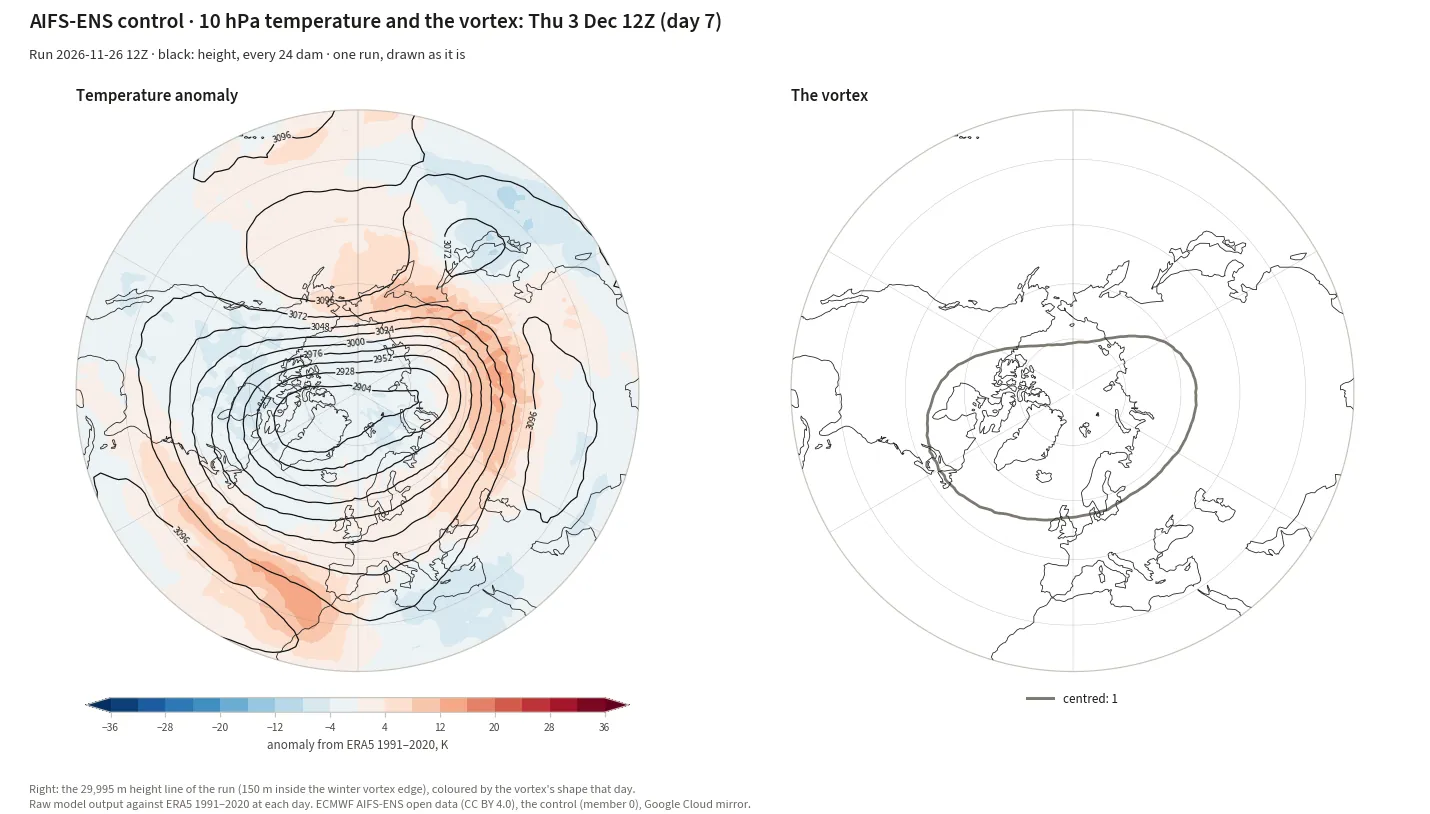 AIFS-ENS control · 10 hPa temperature and the vortex: Thu 3 Dec 12Z (day 7)
Run 2026-11-26 12Z · black: height, every 24 dam · one run, drawn as it is
Temperature anomaly
The vortex
3096
3072
3096
3072
3048
3024
3000
2976
2952
2928
2904
3096
3096
centred: 1
−36 −28 −20 −12 −4 4 12 20 28 36
anomaly from ERA5 1991–2020, K
Right: the 29,995 m height line of the run (150 m inside the winter vortex edge), coloured by the vortex's shape that day.
Raw model output against ERA5 1991–2020 at each day. ECMWF AIFS-ENS open data (CC BY 4.0), the control (member 0), Google Cloud mirror.